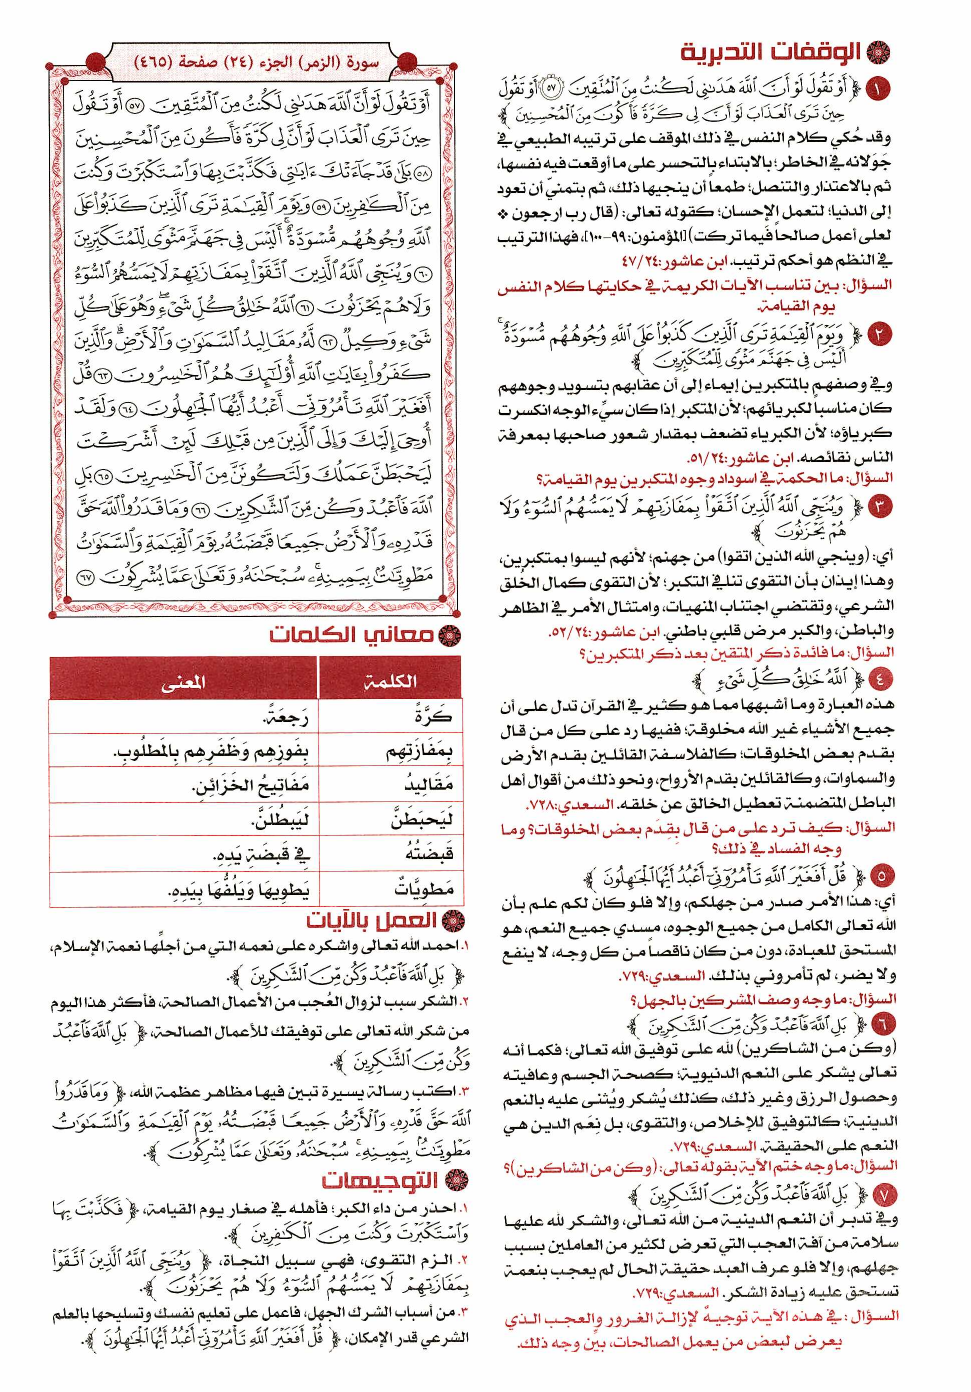 الوقفات التدبرية
١ ﴿ أَوْ تَقُولَ لَوْ أَنَّ ٱللَّهَ هَدَىٰنِى لَكُنتُ مِنَ ٱلْمُتَّقِينَ ٥٧ أَوْ تَقُولَ
حِينَ تَرَى ٱلْعَذَابَ لَوْ أَنَّ لِى كَرَّةً فَأَكُونَ مِنَ ٱلْمُحْسِنِينَ ﴾
وقد حُكي كلام النفس في ذلك الموقف على ترتيبه الطبيعي في
جَوَلانه في الخاطر؛ بالابتداء بالتحسر على ما أوقعت فيه نفسها،
ثم بالاعتذار والتنصل؛ طمعاً أن ينجيها ذلك، ثم بتمنيّ أن تعود
إلى الدنيا؛ لتعمل الإحسان؛ كقوله تعالى: (قال رب ارجعون *
لعلى أعمل صالحاً فيما تركت) [المؤمنون: ٩٩-١٠٠]، فهذا الترتيب
في النظم هو أحكم ترتيب. ابن عاشور: ٤٧/٢٤
السؤال: بين تناسب الآيات الكريمة في حكايتها كلام النفس
يوم القيامة.
٢ ﴿ وَيَوْمَ ٱلْقِيَٰمَةِ تَرَى ٱلَّذِينَ كَذَبُوا۟ عَلَى ٱللَّهِ وُجُوهُهُم مُّسْوَدَّةٌ ۚ
أَلَيْسَ فِى جَهَنَّمَ مَثْوًى لِّلْمُتَكَبِّرِينَ ﴾
وفي وصفهم بالمتكبرين إيماء إلى أن عقابهم بتسويد وجوههم
كان مناسباً لكبريائهم؛ لأن المتكبر إذا كان سيِّء الوجه انكسرت
كبرياؤه؛ لأن الكبرياء تضعف بمقدار شعور صاحبها بمعرفة
الناس نقائصه. ابن عاشور: ٥١/٢٤.
السؤال: ما الحكمة في اسوداد وجوه المتكبرين يوم القيامة؟
٣ ﴿ وَيُنَجِّى ٱللَّهُ ٱلَّذِينَ ٱتَّقَوْا۟ بِمَفَازَتِهِمْ لَا يَمَسُّهُمُ ٱلسُّوٓءُ وَلَا
هُمْ يَحْزَنُونَ ﴾
أي: (وينجي الله الذين اتقوا) من جهنم؛ لأنهم ليسوا بمتكبرين،
وهذا إيذان بأن التقوى تنافي التكبر؛ لأن التقوى كمال الخُلق
الشرعي، وتقتضي اجتناب المنهيات، وامتثال الأمر في الظاهر
والباطن، والكبر مرض قلبي باطني. ابن عاشور: ٥٢/٢٤.
السؤال: ما فائدة ذكر المتقين بعد ذكر المتكبرين؟
٤ ﴿ ٱللَّهُ خَٰلِقُ كُلِّ شَىْءٍ ﴾
هذه العبارة وما أشبهها مما هو كثير في القرآن تدل على أن
جميع الأشياء غير الله مخلوقة؛ ففيها رد على كل من قال
بقدم بعض المخلوقات؛ كالفلاسفة القائلين بقدم الأرض
والسماوات، وكالقائلين بقدم الأرواح، ونحو ذلك من أقوال أهل
الباطل المتضمنة تعطيل الخالق عن خلقه. السعدي: ٧٢٨.
السؤال: كيف ترد على من قال بِقِدَم بعض المخلوقات؟ وما
وجه الفساد في ذلك؟
٥ ﴿ قُلْ أَفَغَيْرَ ٱللَّهِ تَأْمُرُوٓنِّىٓ أَعْبُدُ أَيُّهَا ٱلْجَٰهِلُونَ ﴾
أي: هذا الأمر صدر من جهلكم، وإلا فلو كان لكم علم بأن
الله تعالى الكامل من جميع الوجوه، مسدي جميع النعم، هو
المستحق للعبادة، دون من كان ناقصاً من كل وجه، لا ينفع
ولا يضر، لم تأمروني بذلك. السعدي: ٧٢٩.
السؤال: ما وجه وصف المشركين بالجهل؟
٦ ﴿ بَلِ ٱللَّهَ فَٱعْبُدْ وَكُن مِّنَ ٱلشَّٰكِرِينَ ﴾
(وكن من الشاكرين) لله على توفيق الله تعالى؛ فكما أنه
تعالى يشكر على النعم الدنيوية؛ كصحة الجسم وعافيته
وحصول الرزق وغير ذلك، كذلك يُشكر ويُثنى عليه بالنعم
الدينية؛ كالتوفيق للإخلاص، والتقوى، بل نِعَم الدين هي
النعم على الحقيقة. السعدي: ٧٢٩.
السؤال: ما وجه ختم الآية بقوله تعالى: (وكن من الشاكرين)؟
٧ ﴿ بَلِ ٱللَّهَ فَٱعْبُدْ وَكُن مِّنَ ٱلشَّٰكِرِينَ ﴾
وفي تدبر أن النعم الدينية من الله تعالى، والشكر لله عليها
سلامة من آفة العجب التي تعرض لكثير من العاملين بسبب
جهلهم، وإلا فلو عرف العبد حقيقة الحال لم يعجب بنعمة
تستحق عليه زيادة الشكر. السعدي: ٧٢٩.
السؤال: في هذه الآية توجيهٌ لإزالة الغرور والعجب الذي
يعرض لبعض من يعمل الصالحات، بين وجه ذلك.
سورة (الزمر) الجزء (٢٤) صفحة (٤٦٥)
أَوْ تَقُولَ لَوْ أَنَّ ٱللَّهَ هَدَىٰنِى لَكُنتُ مِنَ ٱلْمُتَّقِينَ ٥٧ أَوْ تَقُولَ
حِينَ تَرَى ٱلْعَذَابَ لَوْ أَنَّ لِى كَرَّةً فَأَكُونَ مِنَ ٱلْمُحْسِنِينَ
٥٨ بَلَىٰ قَدْ جَآءَتْكَ ءَايَٰتِى فَكَذَّبْتَ بِهَا وَٱسْتَكْبَرْتَ وَكُنتَ
مِنَ ٱلْكَٰفِرِينَ ٥٩ وَيَوْمَ ٱلْقِيَٰمَةِ تَرَى ٱلَّذِينَ كَذَبُوا۟ عَلَى
ٱللَّهِ وُجُوهُهُم مُّسْوَدَّةٌ ۚ أَلَيْسَ فِى جَهَنَّمَ مَثْوًى لِّلْمُتَكَبِّرِينَ
٦٠ وَيُنَجِّى ٱللَّهُ ٱلَّذِينَ ٱتَّقَوْا۟ بِمَفَازَتِهِمْ لَا يَمَسُّهُمُ ٱلسُّوٓءُ
وَلَا هُمْ يَحْزَنُونَ ٦١ ٱللَّهُ خَٰلِقُ كُلِّ شَىْءٍ ۖ وَهُوَ عَلَىٰ كُلِّ
شَىْءٍ وَكِيلٌ ٦٢ لَّهُۥ مَقَالِيدُ ٱلسَّمَٰوَٰتِ وَٱلْأَرْضِ ۗ وَٱلَّذِينَ
كَفَرُوا۟ بِـَٔايَٰتِ ٱللَّهِ أُو۟لَٰٓئِكَ هُمُ ٱلْخَٰسِرُونَ ٦٣ قُلْ
أَفَغَيْرَ ٱللَّهِ تَأْمُرُوٓنِّىٓ أَعْبُدُ أَيُّهَا ٱلْجَٰهِلُونَ ٦٤ وَلَقَدْ
أُوحِىَ إِلَيْكَ وَإِلَى ٱلَّذِينَ مِن قَبْلِكَ لَئِنْ أَشْرَكْتَ
لَيَحْبَطَنَّ عَمَلُكَ وَلَتَكُونَنَّ مِنَ ٱلْخَٰسِرِينَ ٦٥ بَلِ
ٱللَّهَ فَٱعْبُدْ وَكُن مِّنَ ٱلشَّٰكِرِينَ ٦٦ وَمَا قَدَرُوا۟ ٱللَّهَ حَقَّ
قَدْرِهِۦ وَٱلْأَرْضُ جَمِيعًا قَبْضَتُهُۥ يَوْمَ ٱلْقِيَٰمَةِ وَٱلسَّمَٰوَٰتُ
مَطْوِيَّٰتٌۢ بِيَمِينِهِۦ ۚ سُبْحَٰنَهُۥ وَتَعَٰلَىٰ عَمَّا يُشْرِكُونَ ٦٧
معاني الكلمات
الكلمة المعنى
كَرَّةً رَجعَةً.
بِمَفَازَتِهِم بِفَوزِهِم وَظَفَرِهِم بِالمَطلُوبِ.
مَقَالِيدُ مَفَاتِيحُ الخَزَائِنِ.
لَيَحبَطَنَّ لَيَبطُلَنَّ.
قَبضَتُهُ في قَبضَةِ يَدِهِ.
مَطوِيَّاتٌ يَطوِيهَا وَيَلُفُّهَا بِيَدِهِ.
العمل بالآيات
١. احمد الله تعالى واشكره على نعمه التي من أجلّها نعمة الإسلام،
﴿ بَلِ ٱللَّهَ فَٱعْبُدْ وَكُن مِّنَ ٱلشَّٰكِرِينَ ﴾.
٢. الشكر سبب لزوال العُجب من الأعمال الصالحة، فأكثر هذا اليوم
من شكر الله تعالى على توفيقك للأعمال الصالحة، ﴿ بَلِ ٱللَّهَ فَٱعْبُدْ
وَكُن مِّنَ ٱلشَّٰكِرِينَ ﴾.
٣. اكتب رسالة يسيرة تبين فيها مظاهر عظمة الله، ﴿ وَمَا قَدَرُوا۟
ٱللَّهَ حَقَّ قَدْرِهِۦ وَٱلْأَرْضُ جَمِيعًا قَبْضَتُهُۥ يَوْمَ ٱلْقِيَٰمَةِ وَٱلسَّمَٰوَٰتُ
مَطْوِيَّٰتٌۢ بِيَمِينِهِۦ ۚ سُبْحَٰنَهُۥ وَتَعَٰلَىٰ عَمَّا يُشْرِكُونَ ﴾.
التوجيهات
١. احذر من داء الكبر؛ فأهله في صغار يوم القيامة، ﴿ فَكَذَّبْتَ بِهَا
وَٱسْتَكْبَرْتَ وَكُنتَ مِنَ ٱلْكَٰفِرِينَ ﴾.
٢. الزم التقوى، فهي سبيل النجاة، ﴿ وَيُنَجِّى ٱللَّهُ ٱلَّذِينَ ٱتَّقَوْا۟
بِمَفَازَتِهِمْ لَا يَمَسُّهُمُ ٱلسُّوٓءُ وَلَا هُمْ يَحْزَنُونَ ﴾.
٣. من أسباب الشرك الجهل، فاعمل على تعليم نفسك وتسليحها بالعلم
الشرعي قدر الإمكان، ﴿ قُلْ أَفَغَيْرَ ٱللَّهِ تَأْمُرُوٓنِّىٓ أَعْبُدُ أَيُّهَا ٱلْجَٰهِلُونَ ﴾.